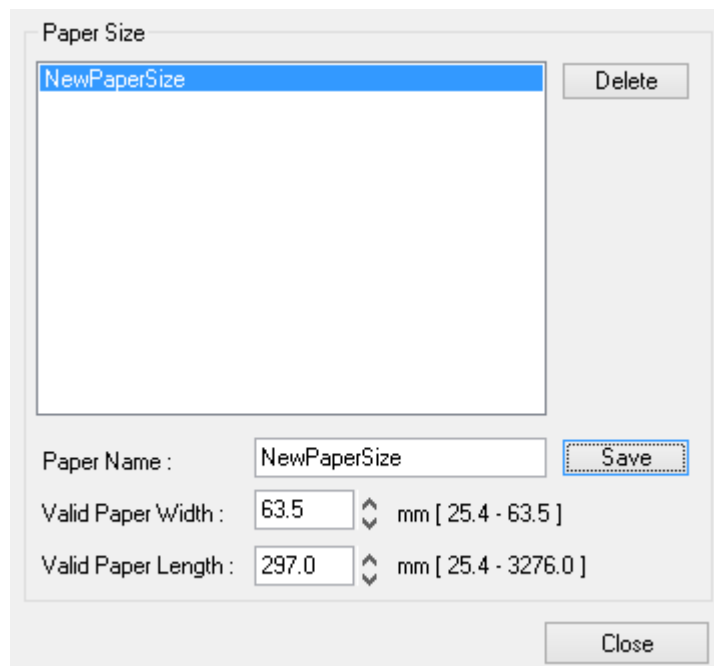 Paper Size
NewPaperSize
Delete
Paper Name : NewPaperSize Save
Valid Paper Width : 63.5 mm [ 25.4 - 63.5 ]
Valid Paper Length : 297.0 mm [ 25.4 - 3276.0 ]
Close